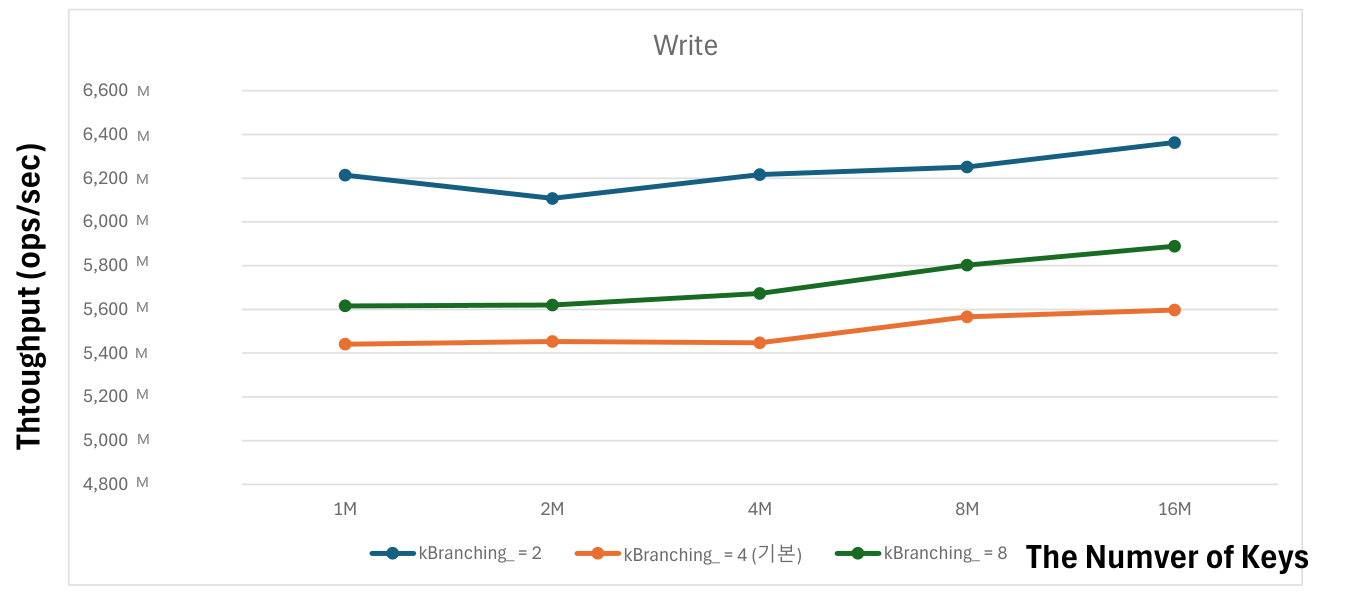 Write
Thtoughput (ops/sec)
6,600 M
6,400 M
6,200 M
6,000 M
5,800 M
5,600 M
5,400 M
5,200 M
5,000 M
4,800 M
1M 2M 4M 8M 16M
kBranching_ = 2 kBranching_ = 4 (기본) kBranching_ = 8 The Numver of Keys